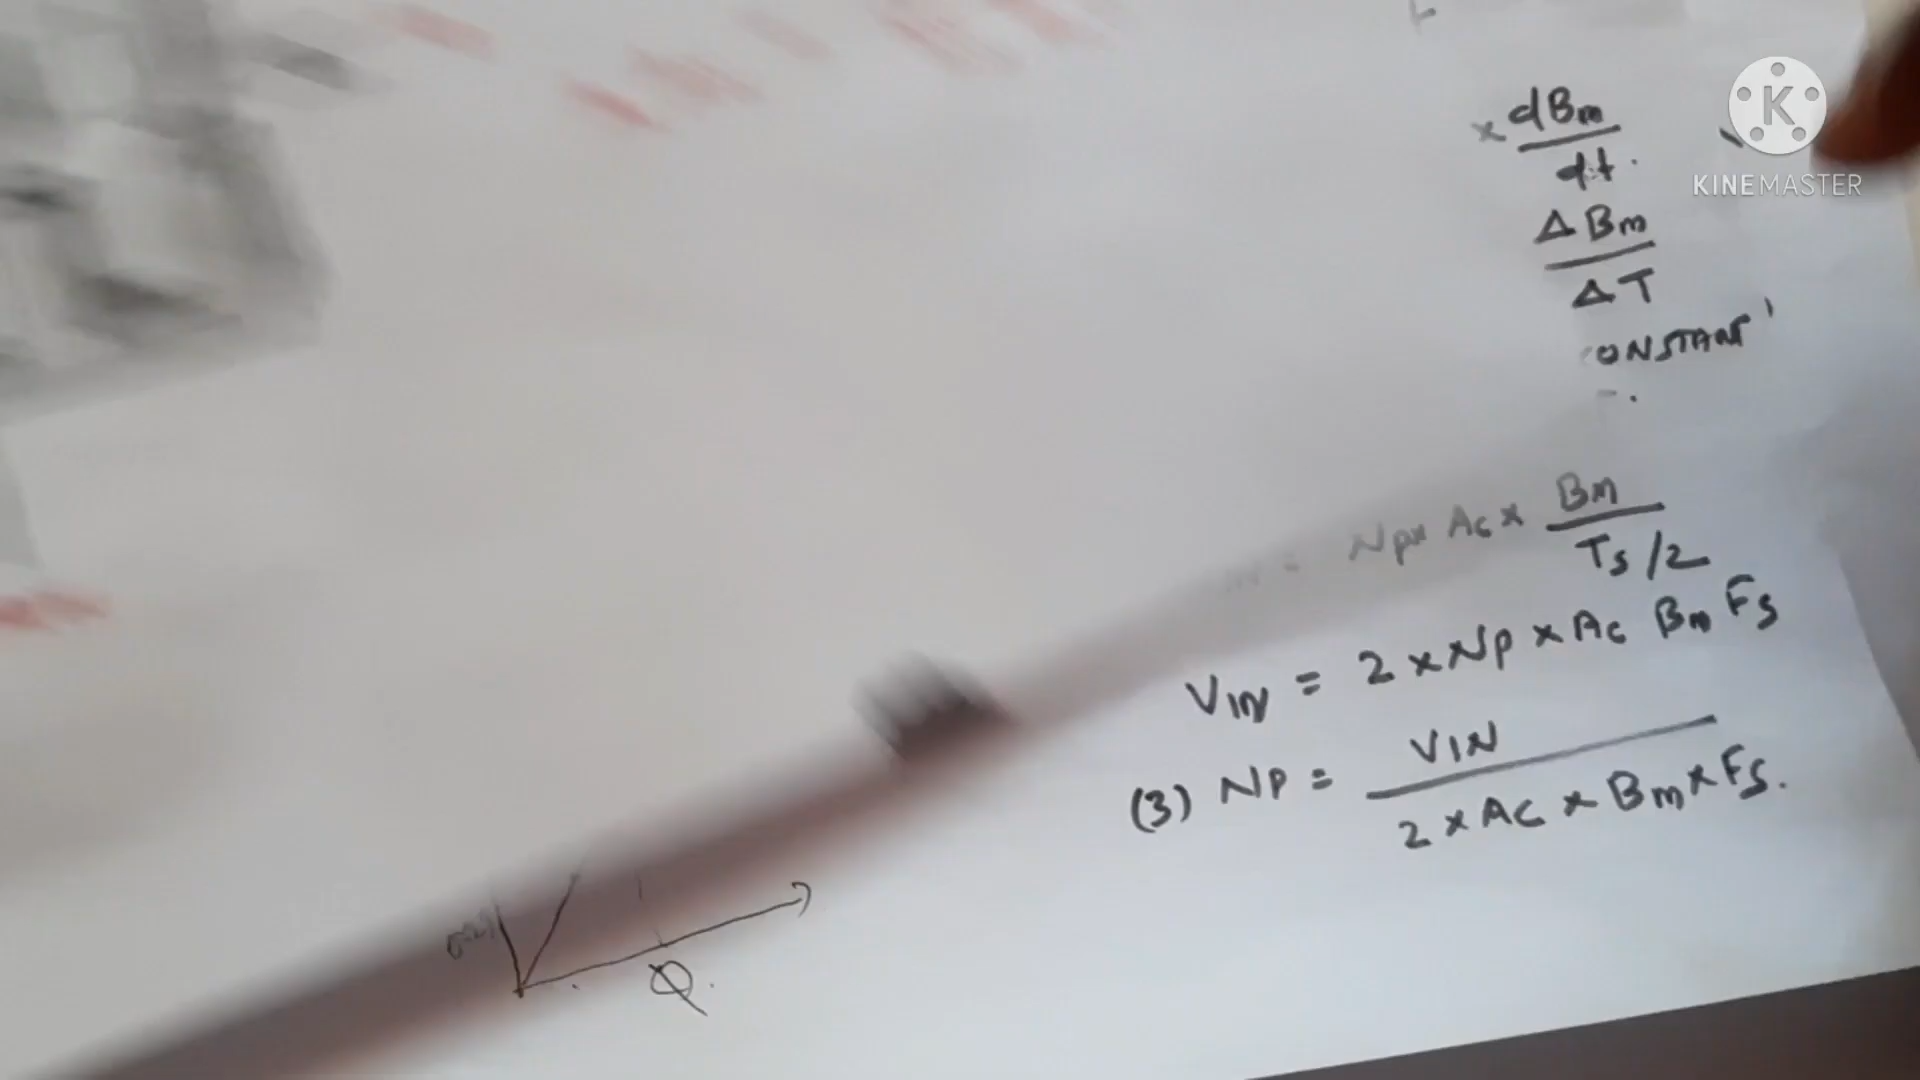 × dBm
dt.
KINEMASTER
ΔBm
ΔT
CONSTANT'
= Np× Ac× Bm
Ts/2
VIN = 2×Np×Ac Bm Fs
(3) NP = VIN
2×Ac×Bm×Fs.
Φ.